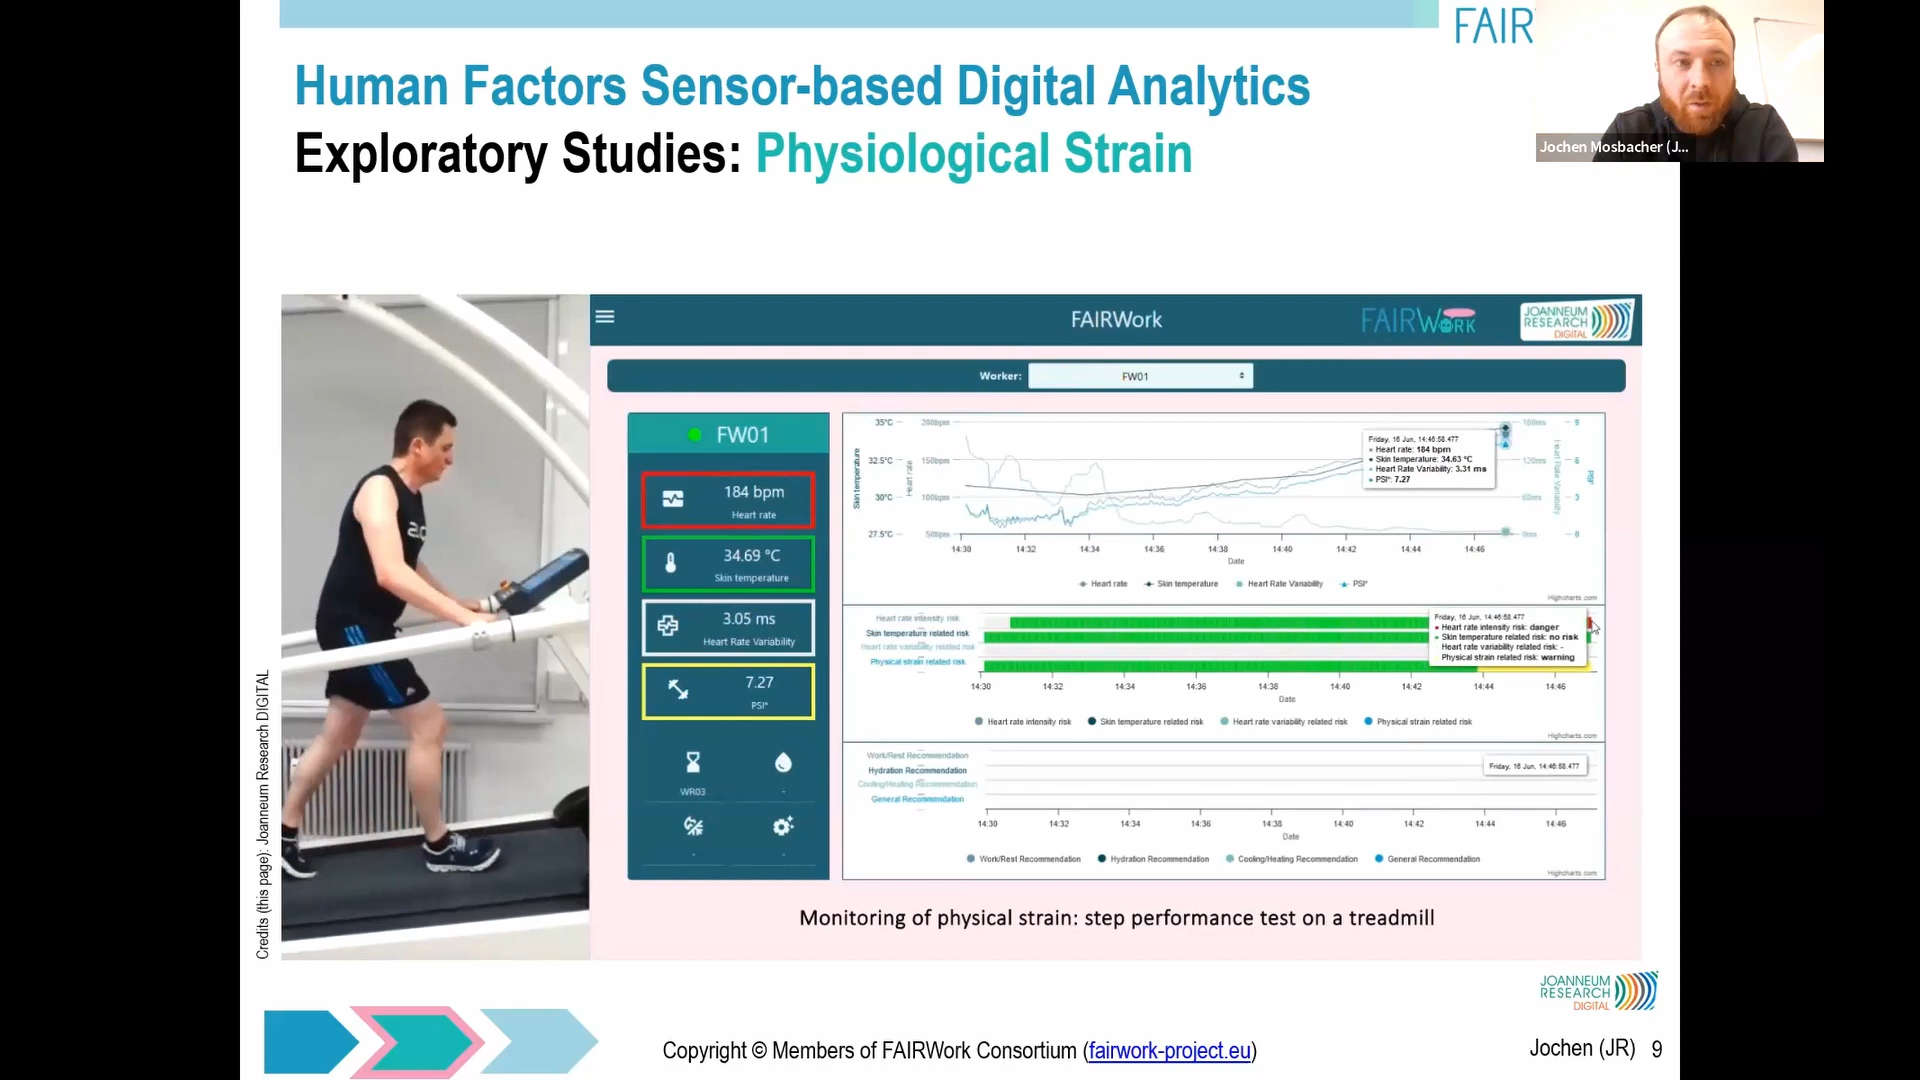 FAIR
Human Factors Sensor-based Digital Analytics
Exploratory Studies: Physiological Strain
Jochen Mosbacher (J...
Credits (this page): Joanneum Research DIGITAL
FAIRWork
FAIRWORK
JOANNEUM
RESEARCH
DIGITAL
Worker:
FW01
FW01
184 bpm
Heart rate
34.69 °C
Skin temperature
3.05 ms
Heart Rate Variability
7.27
PSI*
WR03
-
-
-
35°C
32.5°C
30°C
27.5°C
Skin temperature
200bpm
150bpm
100bpm
50bpm
Heart rate
Friday, 16 Jun, 14:46:58.477
Heart rate: 184 bpm
Skin temperature: 34.63 °C
Heart Rate Variability: 3.31 ms
PSI*: 7.27
180ms
120ms
60ms
0ms
Heart Rate Variability
9
6
3
0
PSI*
14:30 14:32 14:34 14:36 14:38 14:40 14:42 14:44 14:46
Date
Heart rate Skin temperature Heart Rate Variability PSI*
Highcharts.com
Heart rate intensity risk
Skin temperature related risk
Heart rate variability related risk
Physical strain related risk
Friday, 16 Jun, 14:46:58.477
Heart rate intensity risk: danger
Skin temperature related risk: no risk
Heart rate variability related risk: -
Physical strain related risk: warning
14:30 14:32 14:34 14:36 14:38 14:40 14:42 14:44 14:46
Date
Heart rate intensity risk Skin temperature related risk Heart rate variability related risk Physical strain related risk
Highcharts.com
Work/Rest Recommendation
Hydration Recommendation
Cooling/Heating Recommendation
General Recommendation
Friday, 16 Jun, 14:46:58.477
14:30 14:32 14:34 14:36 14:38 14:40 14:42 14:44 14:46
Date
Work/Rest Recommendation Hydration Recommendation Cooling/Heating Recommendation General Recommendation
Highcharts.com
Monitoring of physical strain: step performance test on a treadmill
JOANNEUM
RESEARCH
DIGITAL
Copyright © Members of FAIRWork Consortium (fairwork-project.eu)
Jochen (JR) 9